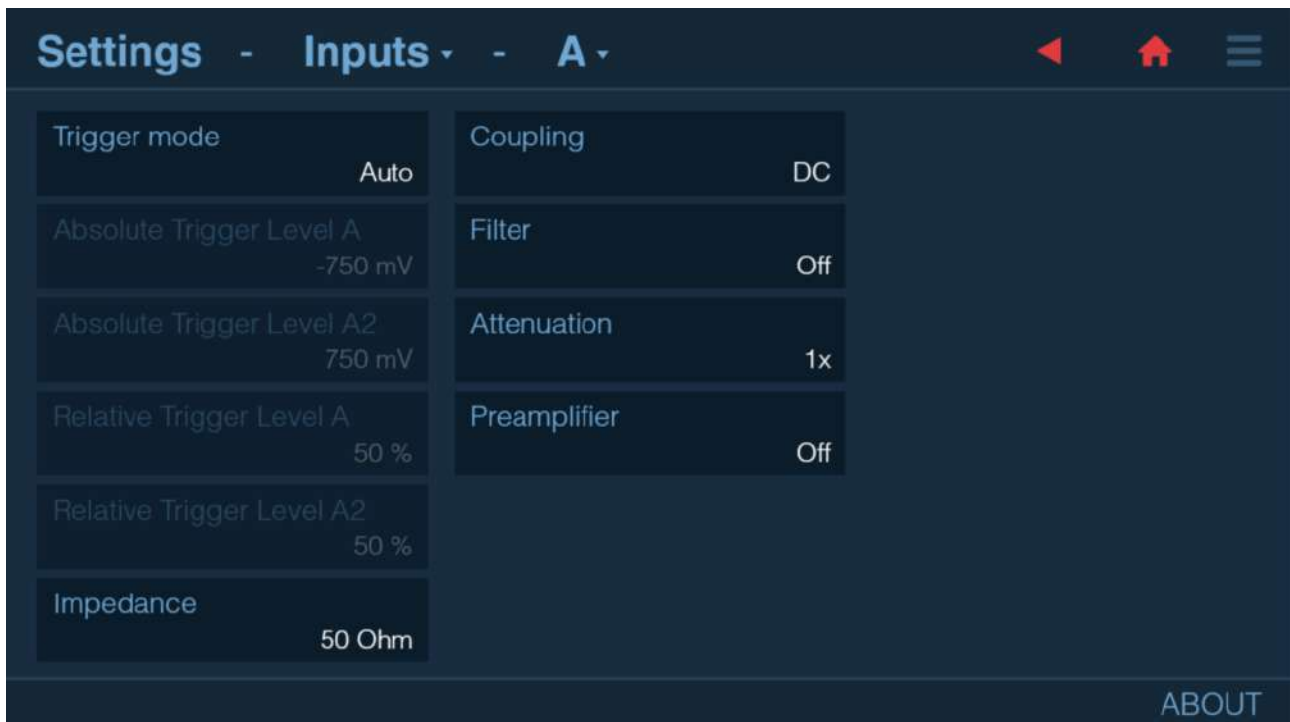 Settings - Inputs - A
Trigger mode
Auto
Absolute Trigger Level A
-750 mV
Absolute Trigger Level A2
750 mV
Relative Trigger Level A
50 %
Relative Trigger Level A2
50 %
Impedance
50 Ohm
Coupling
DC
Filter
Off
Attenuation
1x
Preamplifier
Off
ABOUT